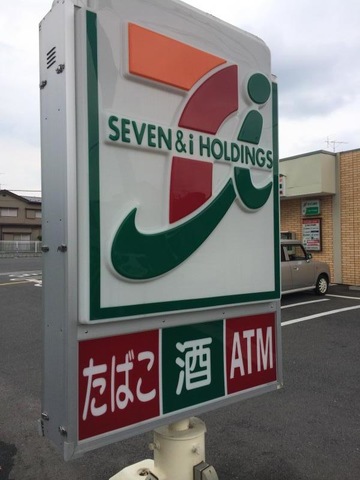 SEVEN & i HOLDINGS
たばこ 酒 ATM